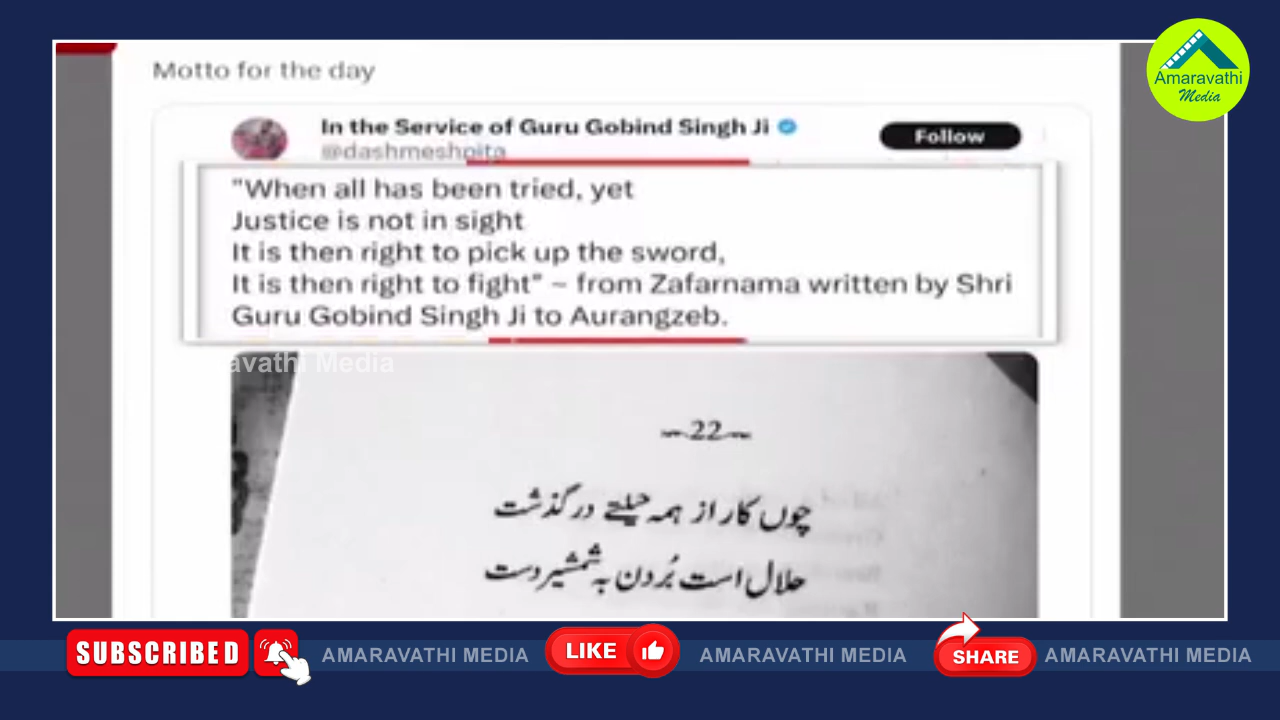 Motto for the day
Amaravathi
Media
In the Service of Guru Gobind Singh Ji
Follow
@dashmeshpita
"When all has been tried, yet
Justice is not in sight
It is then right to pick up the sword,
It is then right to fight" ~ from Zafarnama written by Shri
Guru Gobind Singh Ji to Aurangzeb.
avathi Media
22
چوں کار از ہمہ حیلتے در گذشت
حلال است بُردن بہ شمشیر دست
SUBSCRIBED
AMARAVATHI MEDIA
LIKE
AMARAVATHI MEDIA
SHARE
AMARAVATHI MEDIA